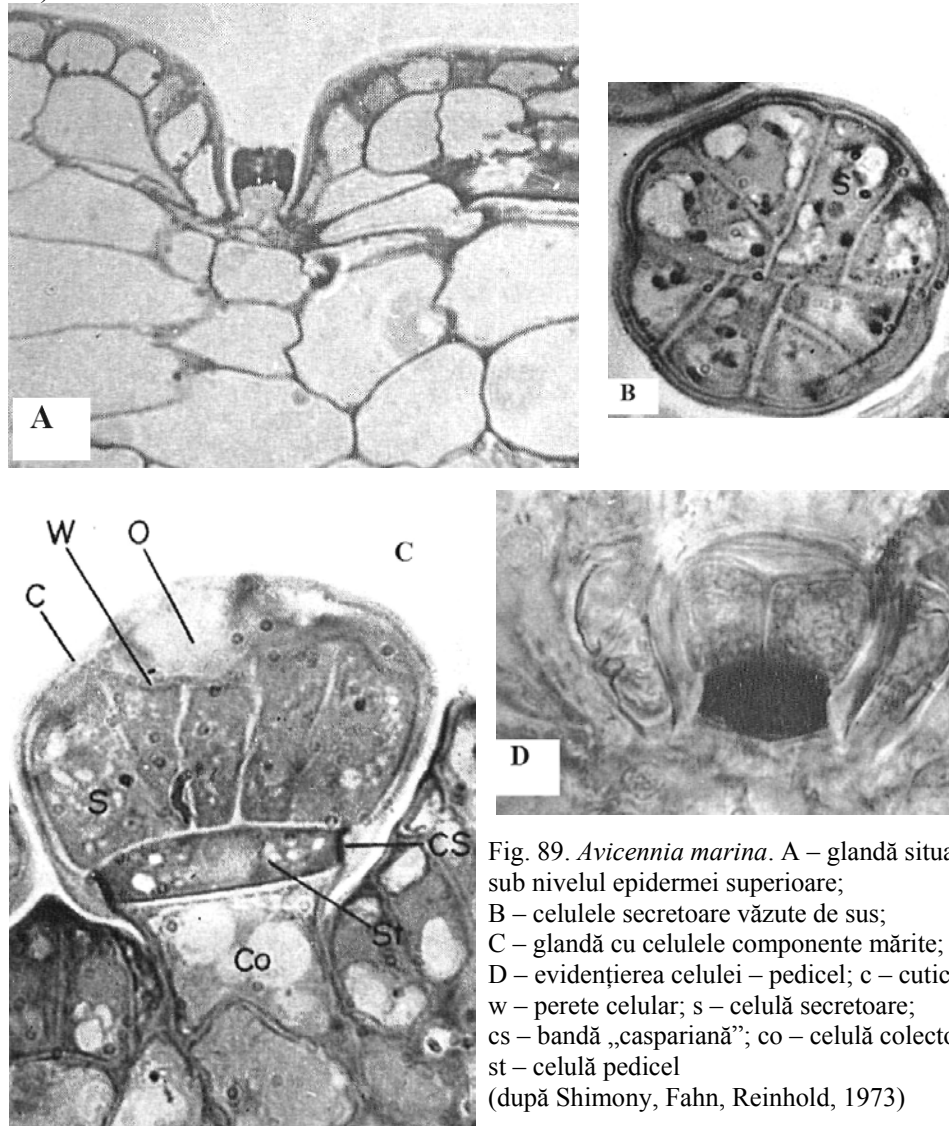 A
S
B
W O C
C
S
CS
St
Co
D
Fig. 89. Avicennia marina. A – glandă situa
sub nivelul epidermei superioare;
B – celulele secretoare văzute de sus;
C – glandă cu celulele componente mărite;
D – evidențierea celulei – pedicel; c – cutic
w – perete celular; s – celulă secretoare;
cs – bandă „caspariană”; co – celulă colecto
st – celulă pedicel
(după Shimony, Fahn, Reinhold, 1973)